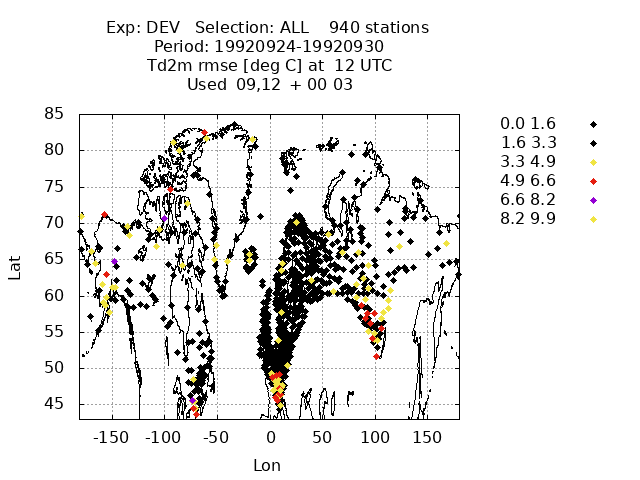 Exp: DEV   Selection: ALL    940 stations
Period: 19920924-19920930
Td2m rmse [deg C] at  12 UTC
Used  09,12  + 00 03
85
80
75
70
65
60
55
50
45
Lat
-150 -100 -50 0 50 100 150
Lon
0.0 1.6
1.6 3.3
3.3 4.9
4.9 6.6
6.6 8.2
8.2 9.9